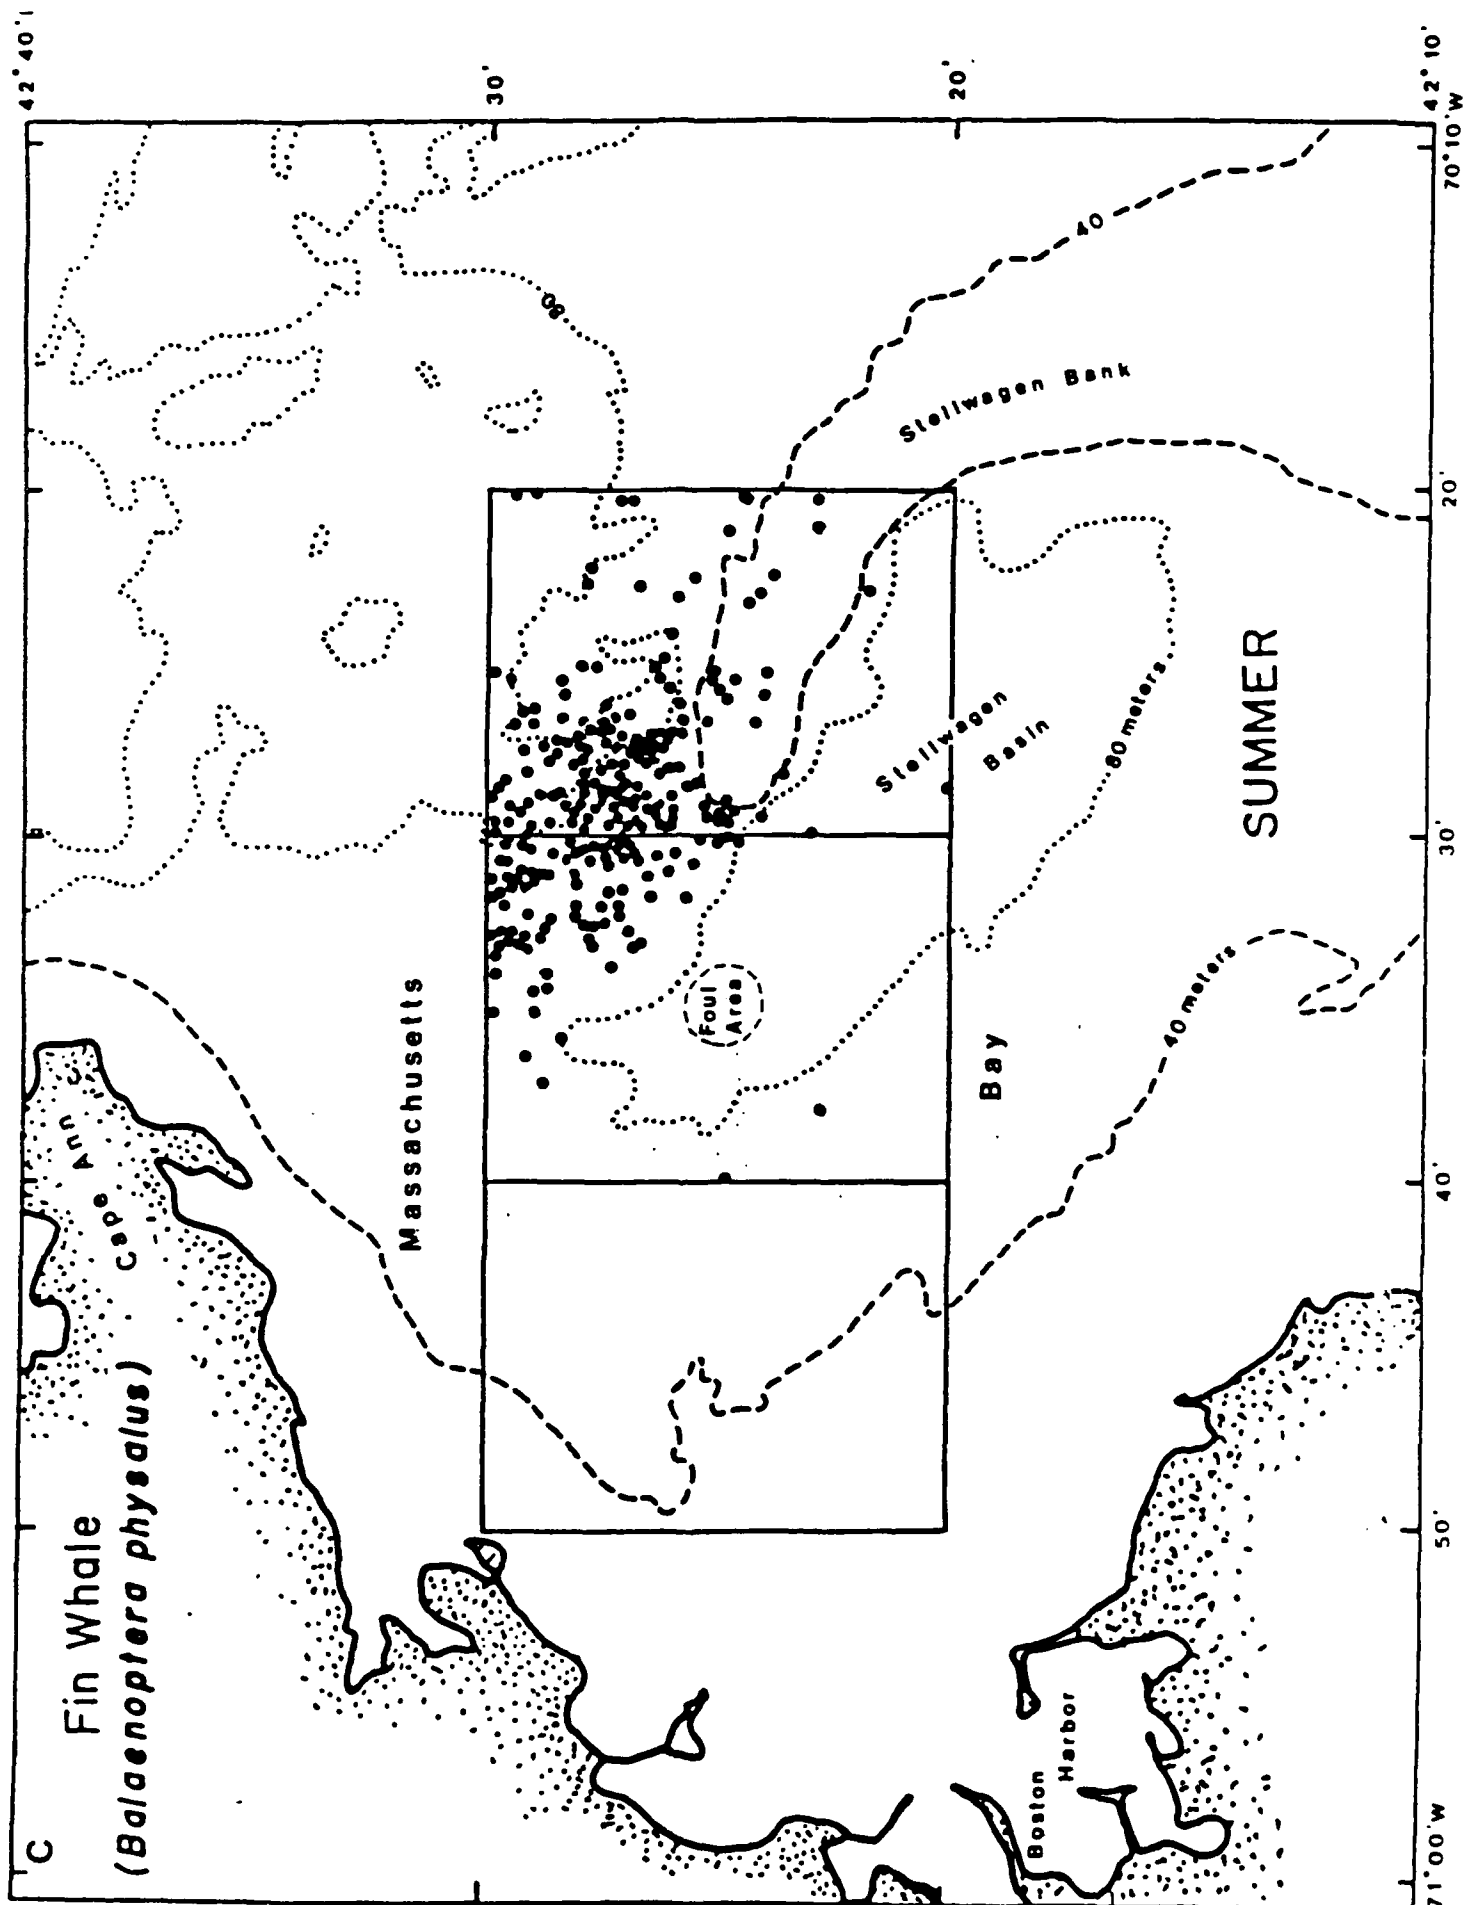 C
Fin Whale
(Balaenoptera physalus)
Cape Ann
Massachusetts
Bay
Foul
Area
Stellwagen
Basin
Stellwagen Bank
80 meters
40 meters
40
Boston
Harbor
SUMMER
42° 40'
30'
20'
42° 10'
71° 00' W
50'
40'
30'
20'
70° 10' W